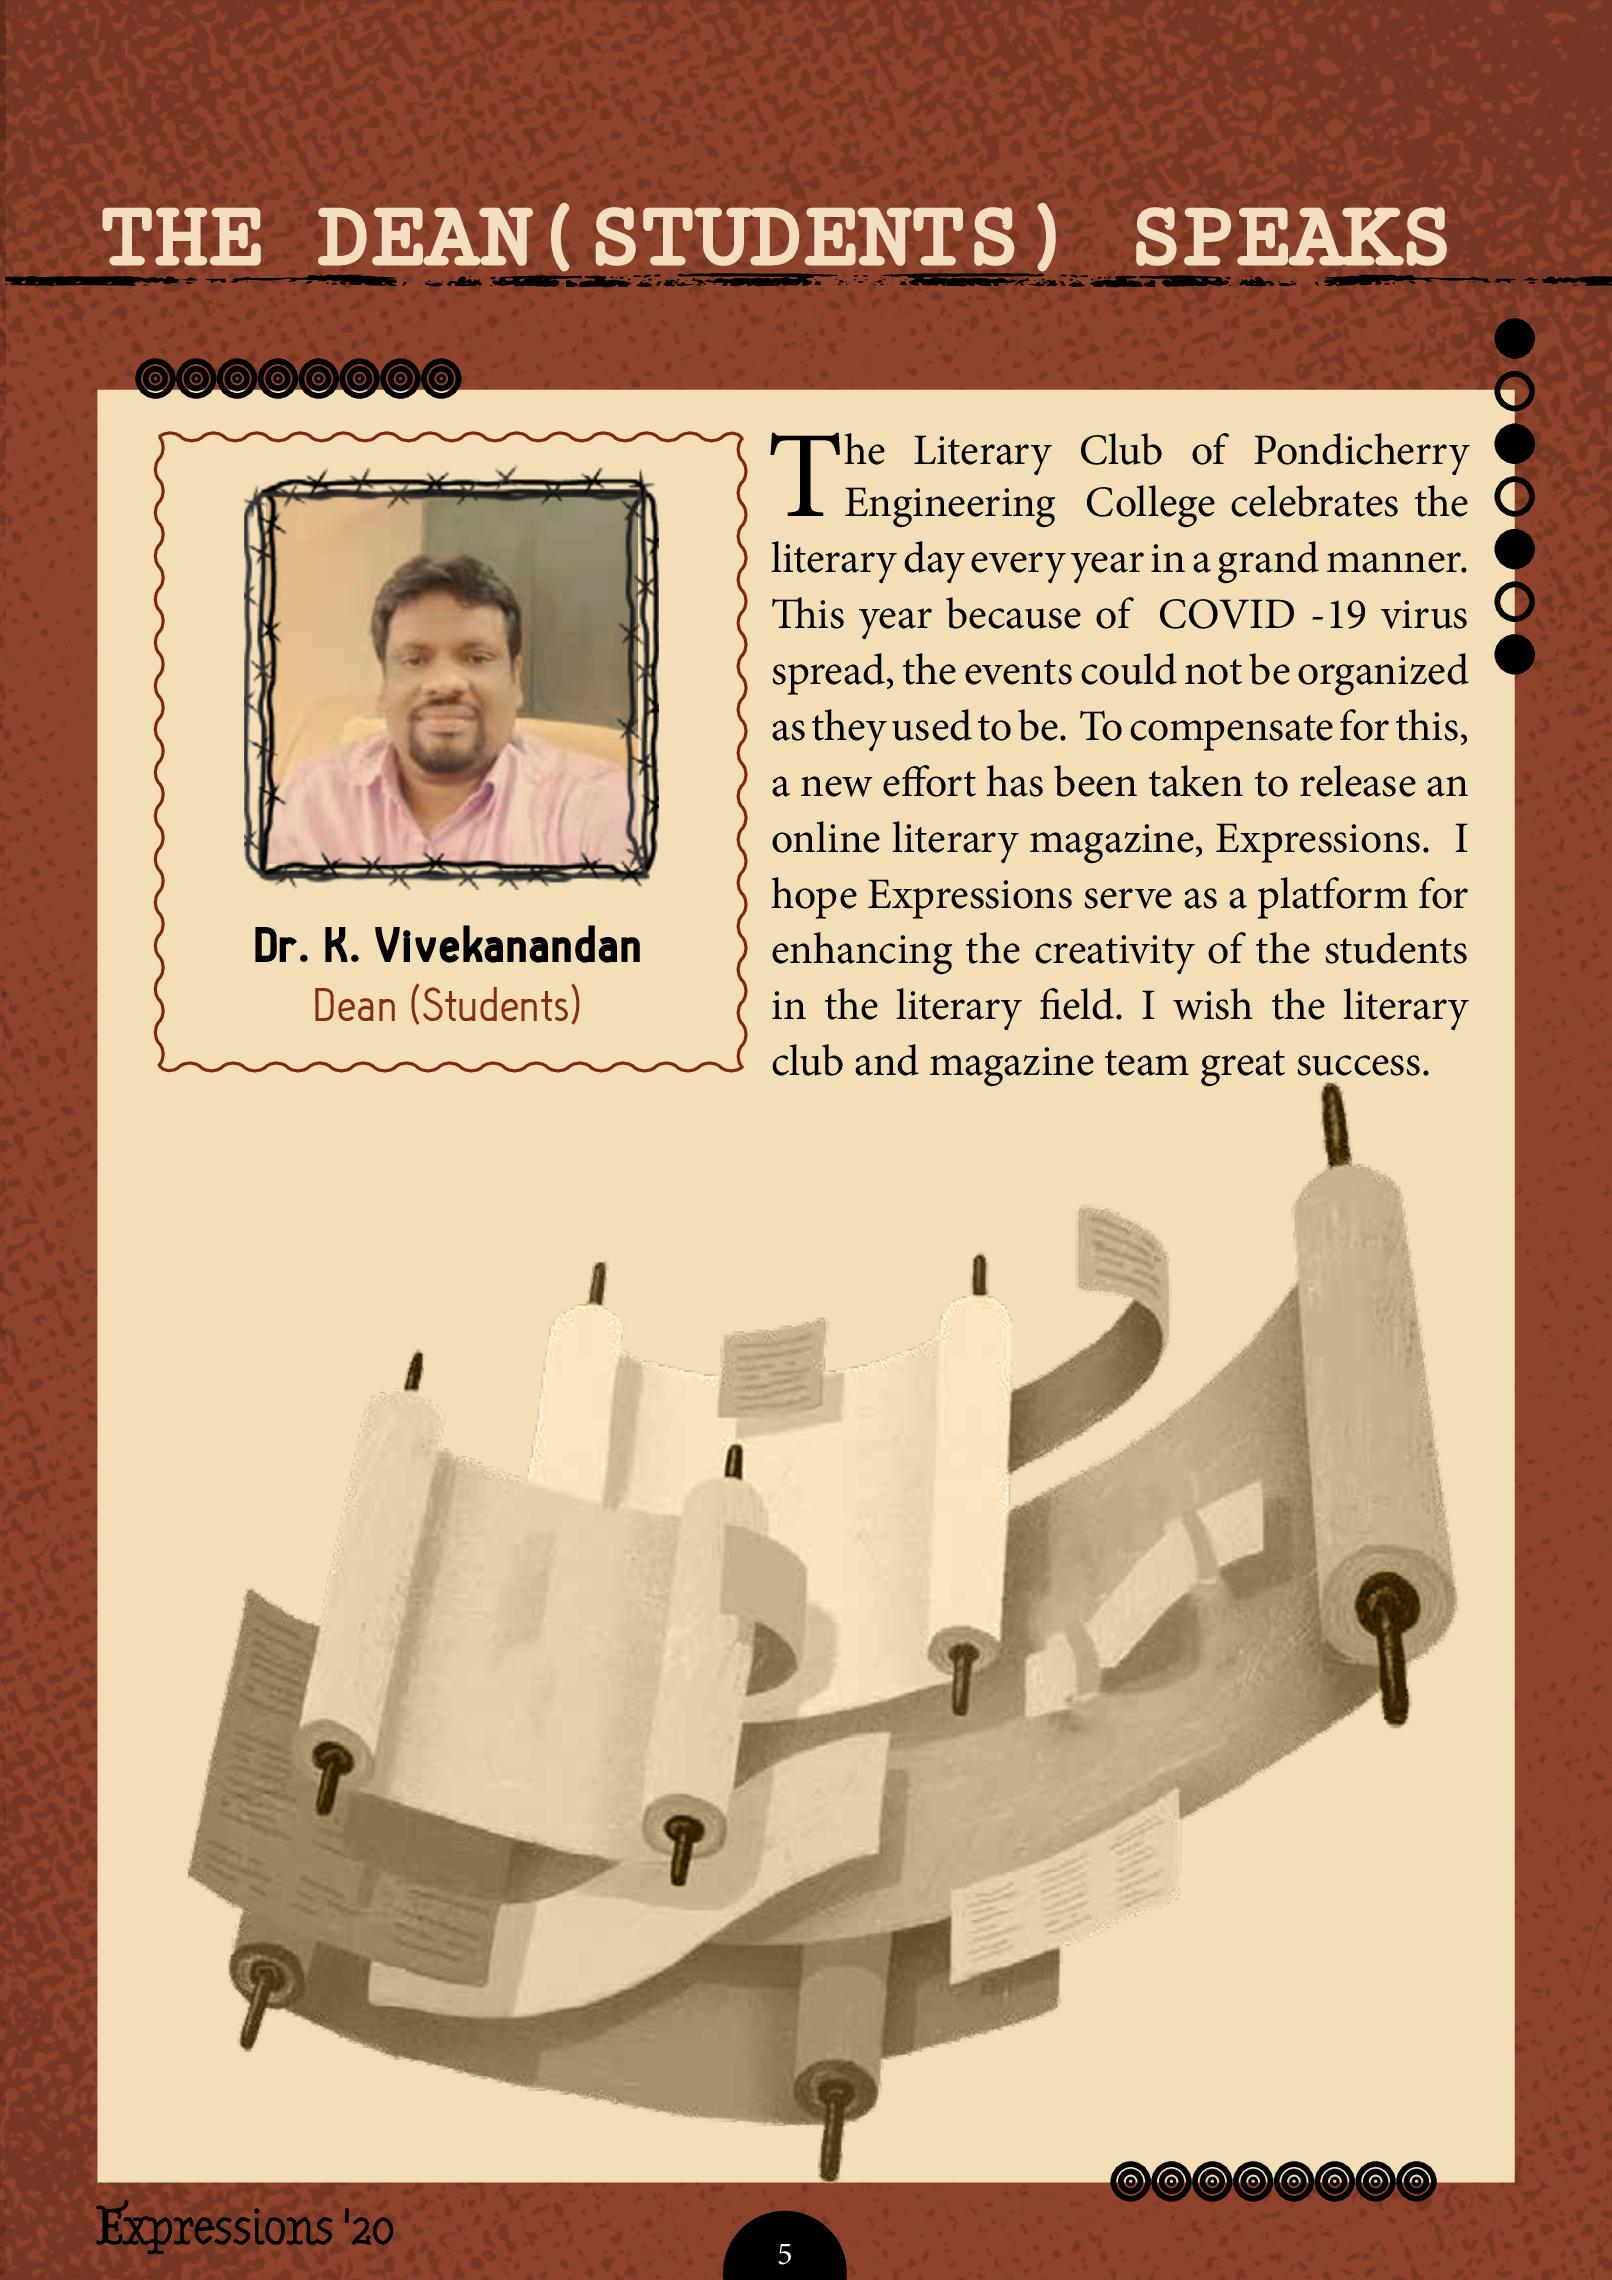 THE DEAN(STUDENTS) SPEAKS
Dr. K. Vivekanandan
Dean (Students)
The Literary Club of Pondicherry
Engineering College celebrates the
literary day every year in a grand manner.
This year because of COVID -19 virus
spread, the events could not be organized
as they used to be. To compensate for this,
a new effort has been taken to release an
online literary magazine, Expressions. I
hope Expressions serve as a platform for
enhancing the creativity of the students
in the literary field. I wish the literary
club and magazine team great success.
Expressions '20
5